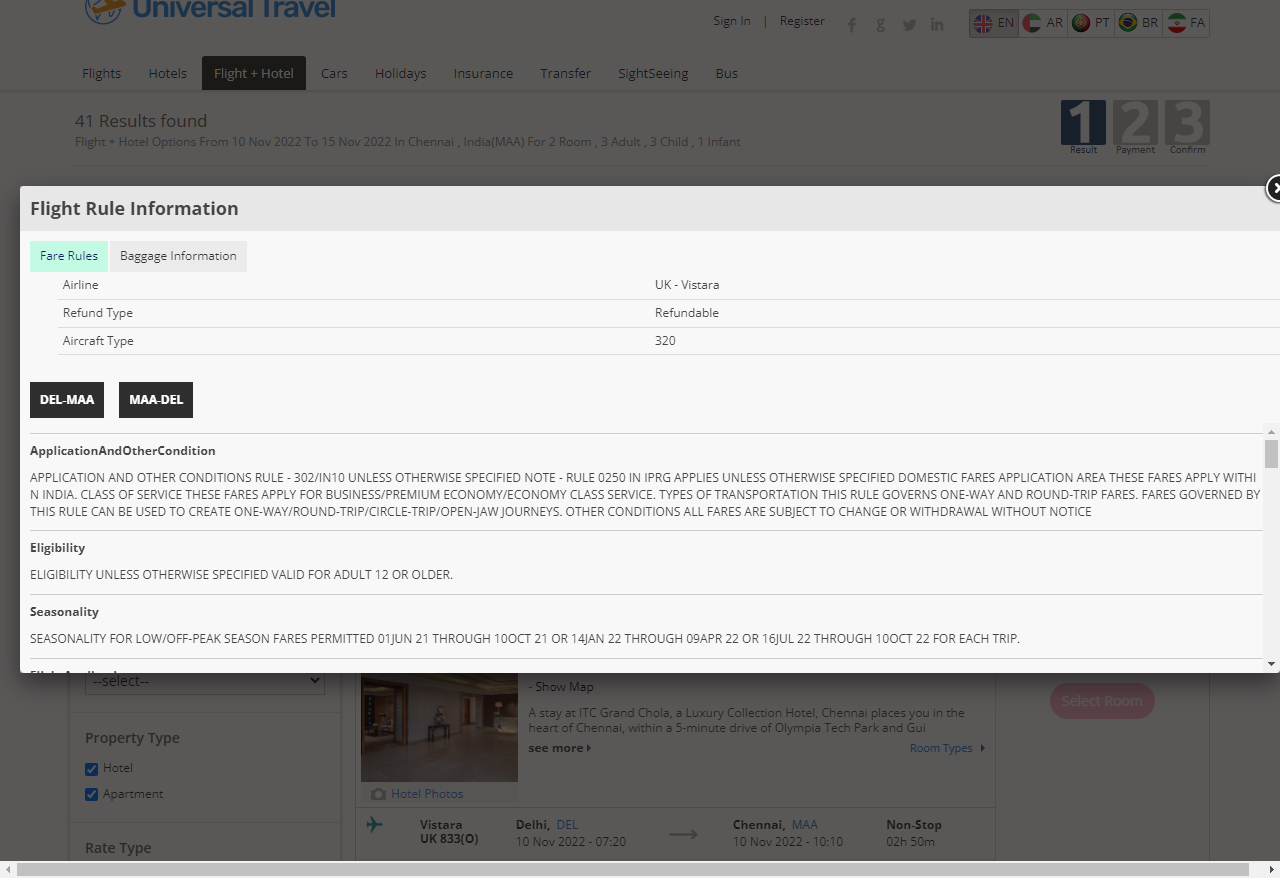 Universal Travel
Sign In | Register
EN AR PT BR FA
Flights Hotels Flight + Hotel Cars Holidays Insurance Transfer SightSeeing Bus
41 Results found
Flight + Hotel Options From 10 Nov 2022 To 15 Nov 2022 In Chennai , India(MAA) For 2 Room , 3 Adult , 3 Child , 1 Infant
1 2 3
Result Payment Confirm
Flight Rule Information
Fare Rules Baggage Information
Airline UK - Vistara
Refund Type Refundable
Aircraft Type 320
DEL-MAA MAA-DEL
ApplicationAndOtherCondition
APPLICATION AND OTHER CONDITIONS RULE - 302/IN10 UNLESS OTHERWISE SPECIFIED NOTE - RULE 0250 IN IPRG APPLIES UNLESS OTHERWISE SPECIFIED DOMESTIC FARES APPLICATION AREA THESE FARES APPLY WITHI
N INDIA. CLASS OF SERVICE THESE FARES APPLY FOR BUSINESS/PREMIUM ECONOMY/ECONOMY CLASS SERVICE. TYPES OF TRANSPORTATION THIS RULE GOVERNS ONE-WAY AND ROUND-TRIP FARES. FARES GOVERNED BY
THIS RULE CAN BE USED TO CREATE ONE-WAY/ROUND-TRIP/CIRCLE-TRIP/OPEN-JAW JOURNEYS. OTHER CONDITIONS ALL FARES ARE SUBJECT TO CHANGE OR WITHDRAWAL WITHOUT NOTICE
Eligibility
ELIGIBILITY UNLESS OTHERWISE SPECIFIED VALID FOR ADULT 12 OR OLDER.
Seasonality
SEASONALITY FOR LOW/OFF-PEAK SEASON FARES PERMITTED 01JUN 21 THROUGH 10OCT 21 OR 14JAN 22 THROUGH 09APR 22 OR 16JUL 22 THROUGH 10OCT 22 FOR EACH TRIP.
--select--
Property Type
Hotel
Apartment
Rate Type
- Show Map
A stay at ITC Grand Chola, a Luxury Collection Hotel, Chennai places you in the
heart of Chennai, within a 5-minute drive of Olympia Tech Park and Gui
see more Room Types
Hotel Photos
Select Room
Vistara Delhi, DEL Chennai, MAA Non-Stop
UK 833(O) 10 Nov 2022 - 07:20 10 Nov 2022 - 10:10 02h 50m